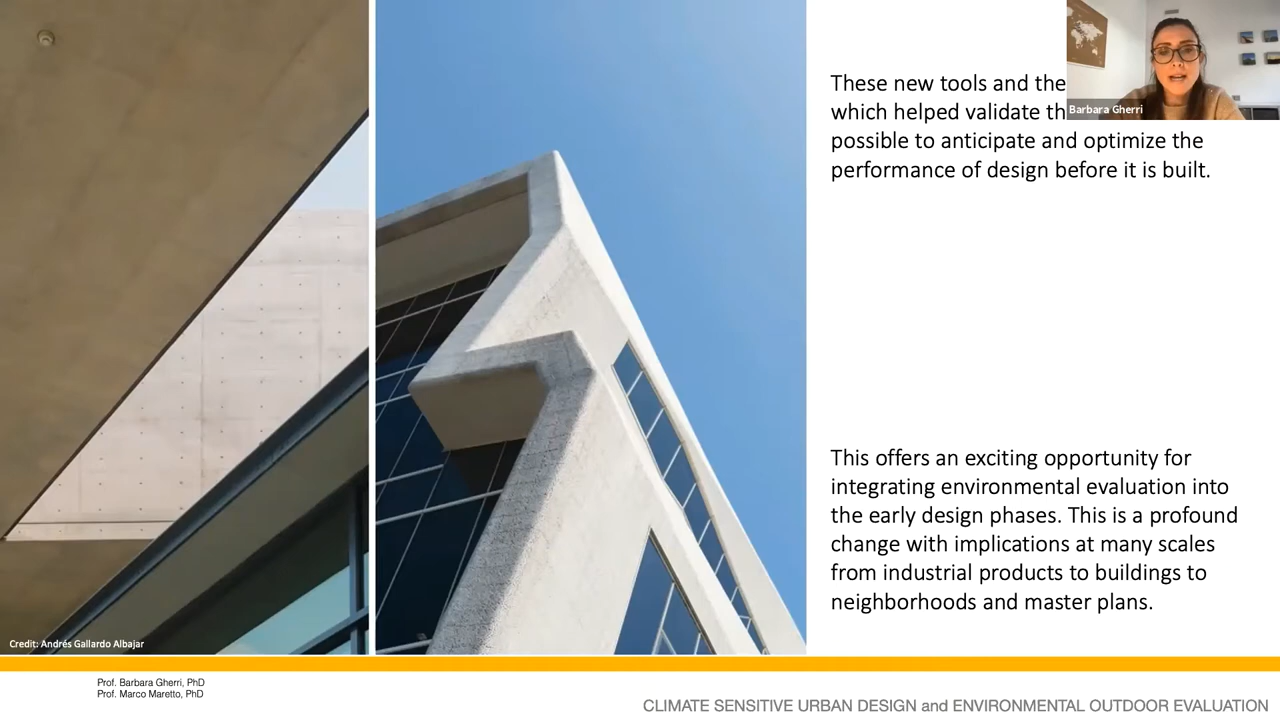 These new tools and the
which helped validate th
possible to anticipate and optimize the
performance of design before it is built.
Barbara Gherri
This offers an exciting opportunity for
integrating environmental evaluation into
the early design phases. This is a profound
change with implications at many scales
from industrial products to buildings to
neighborhoods and master plans.
Credit: Andrés Gallardo Albajar
Prof. Barbara Gherri, PhD
Prof. Marco Maretto, PhD
CLIMATE SENSITIVE URBAN DESIGN and ENVIRONMENTAL OUTDOOR EVALUATION